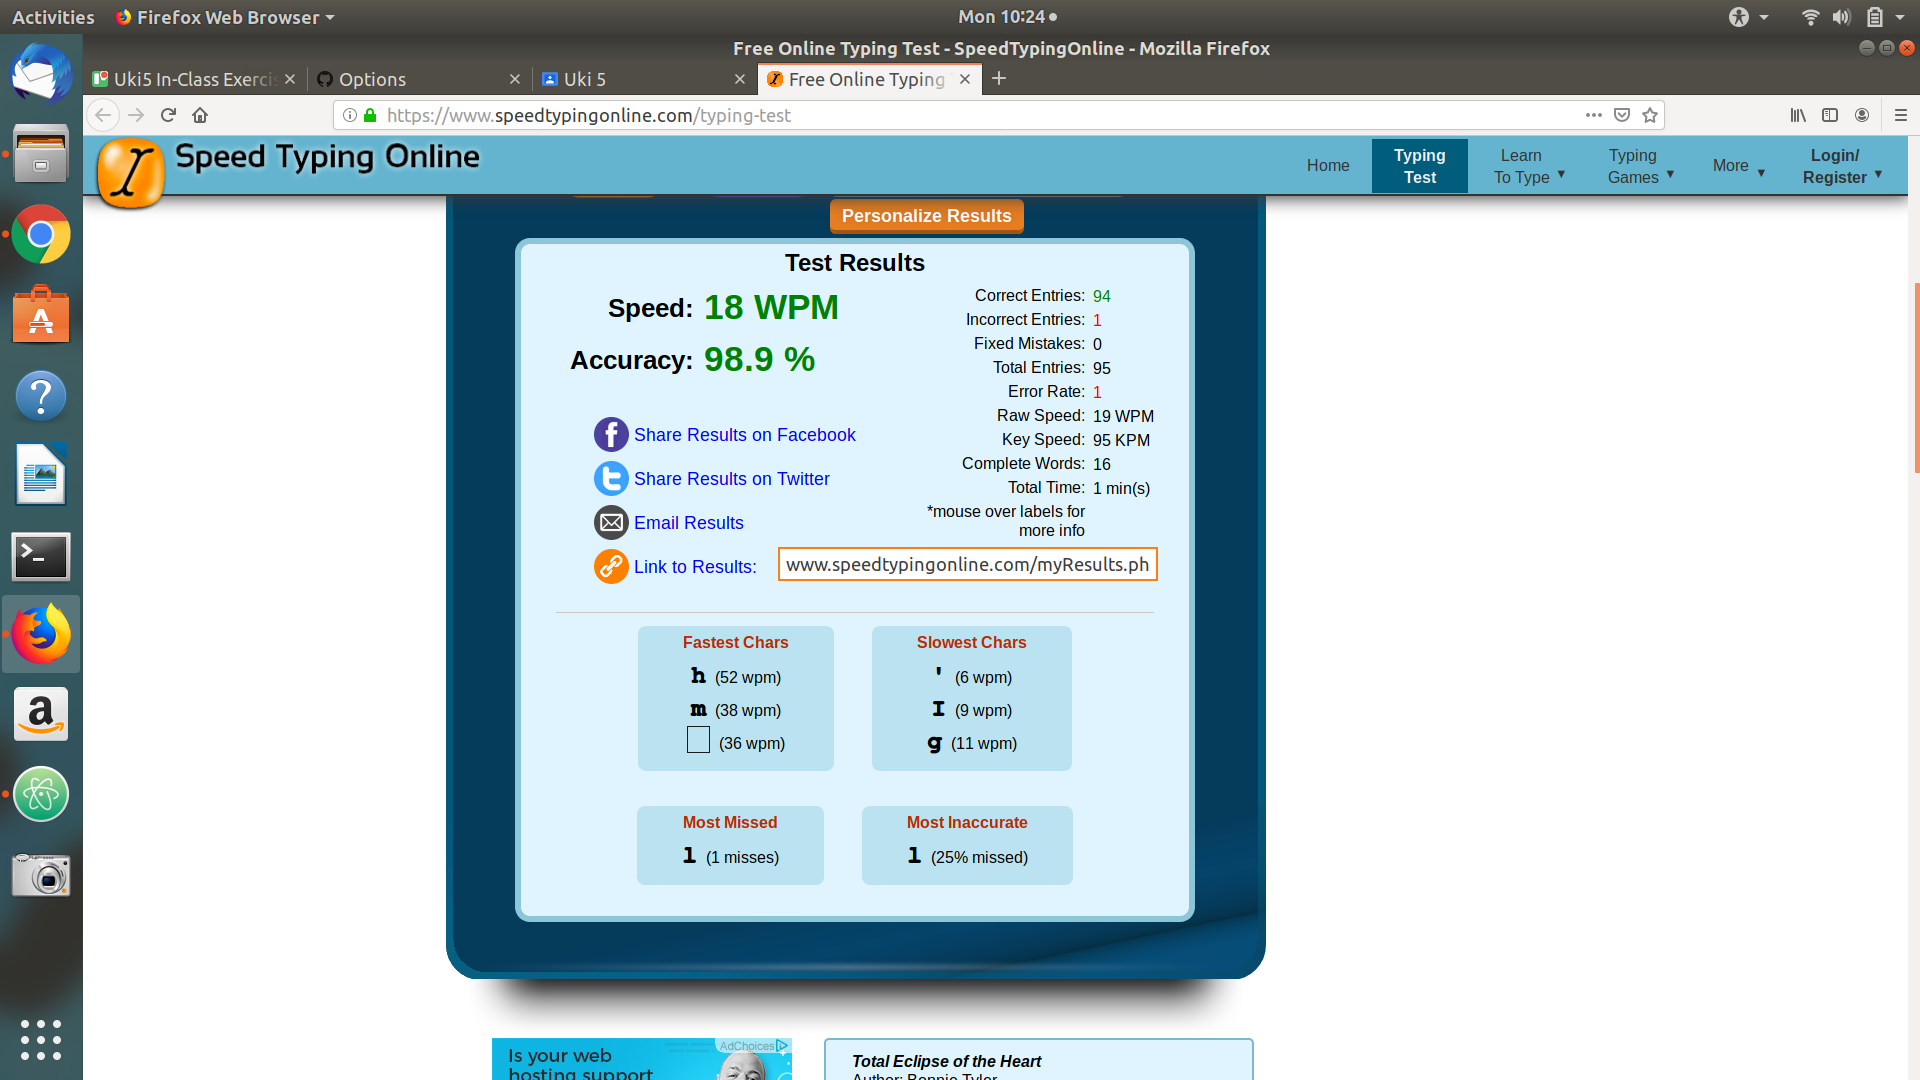 Activities Firefox Web Browser Mon 10:24
Free Online Typing Test - SpeedTypingOnline - Mozilla Firefox
Uki5 In-Class Exercis Options Uki 5 Free Online Typing
https://www.speedtypingonline.com/typing-test
Speed Typing Online
Home
Typing
Test
Learn
To Type
Typing
Games
More
Login/
Register
Personalize Results
Test Results
Speed: 18 WPM
Accuracy: 98.9 %
Correct Entries: 94
Incorrect Entries: 1
Fixed Mistakes: 0
Total Entries: 95
Error Rate: 1
Raw Speed: 19 WPM
Key Speed: 95 KPM
Complete Words: 16
Total Time: 1 min(s)
*mouse over labels for
more info
Share Results on Facebook
Share Results on Twitter
Email Results
Link to Results: www.speedtypingonline.com/myResults.ph
Fastest Chars
h (52 wpm)
m (38 wpm)
(36 wpm)
Slowest Chars
' (6 wpm)
I (9 wpm)
g (11 wpm)
Most Missed
l (1 misses)
Most Inaccurate
l (25% missed)
AdChoices
Is your web
hosting support
Total Eclipse of the Heart
Author: Bonnie Tyler